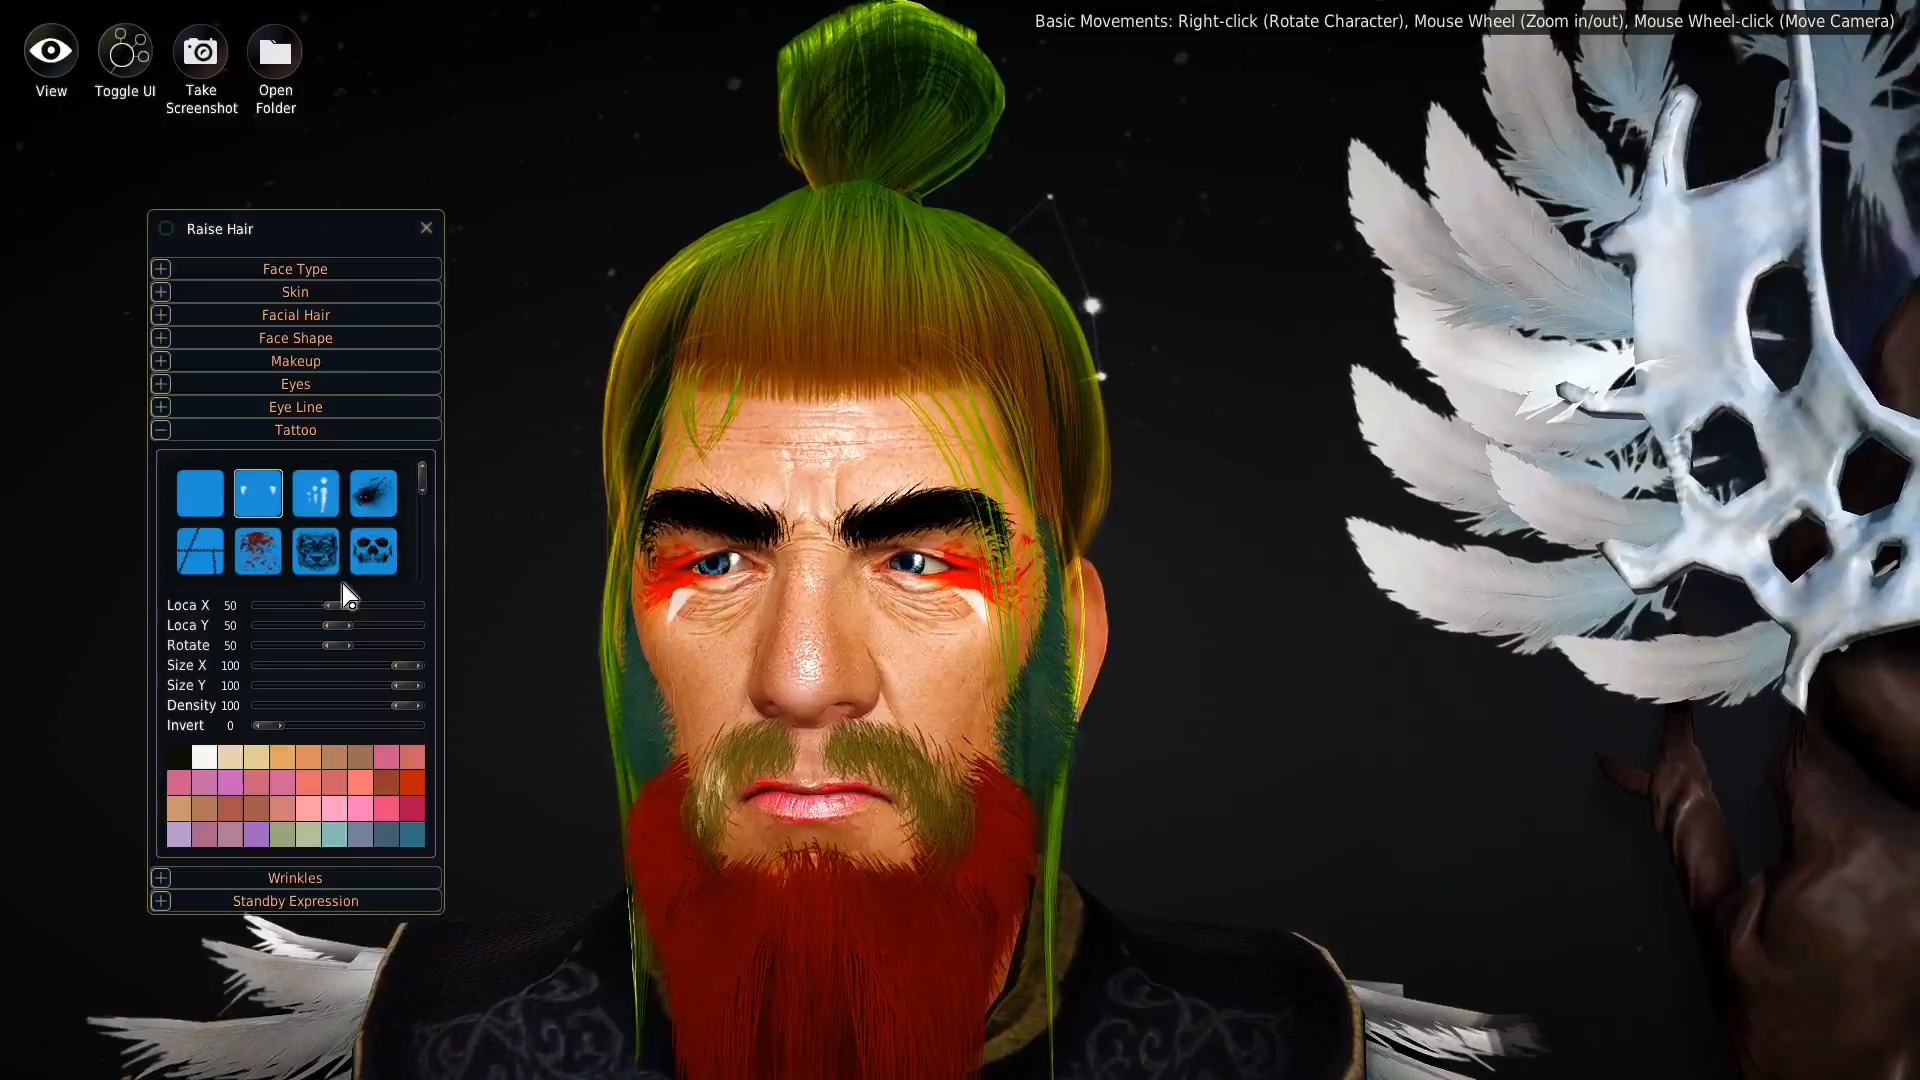 Basic Movements: Right-click (Rotate Character), Mouse Wheel (Zoom in/out), Mouse Wheel-click (Move Camera)
View
Toggle UI
Take
Screenshot
Open
Folder
Raise Hair
Face Type
Skin
Facial Hair
Face Shape
Makeup
Eyes
Eye Line
Tattoo
Loca X 50
Loca Y 50
Rotate 50
Size X 100
Size Y 100
Density 100
Invert 0
Wrinkles
Standby Expression